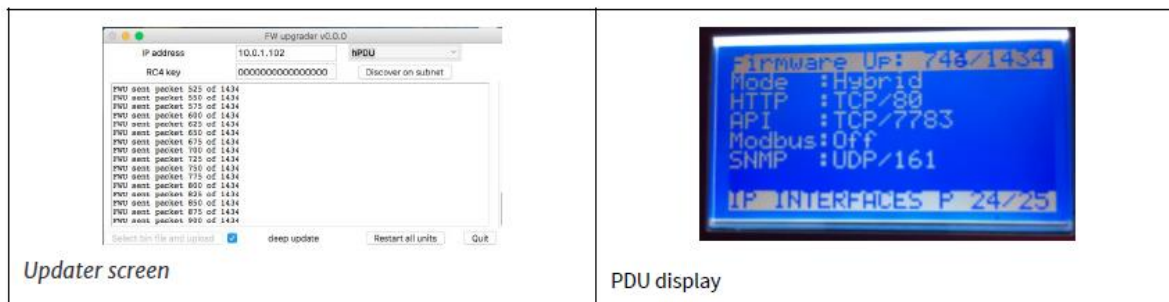 FW upgrader v0.0.0
IP address 10.0.1.102 hPDU
RC4 key 0000000000000000 Discover on subnet
FWU sent packet 525 of 1434
FWU sent packet 550 of 1434
FWU sent packet 575 of 1434
FWU sent packet 600 of 1434
FWU sent packet 625 of 1434
FWU sent packet 650 of 1434
FWU sent packet 675 of 1434
FWU sent packet 700 of 1434
FWU sent packet 725 of 1434
FWU sent packet 750 of 1434
FWU sent packet 775 of 1434
FWU sent packet 800 of 1434
FWU sent packet 825 of 1434
FWU sent packet 850 of 1434
FWU sent packet 875 of 1434
FWU sent packet 900 of 1434
Select bin file and upload deep update Restart all units Quit
Updater screen
Firmware Up: 746/1434
Mode :Hybrid
HTTP :TCP/80
API :TCP/7783
Modbus:Off
SNMP :UDP/161
IP INTERFACES P 24/25
PDU display